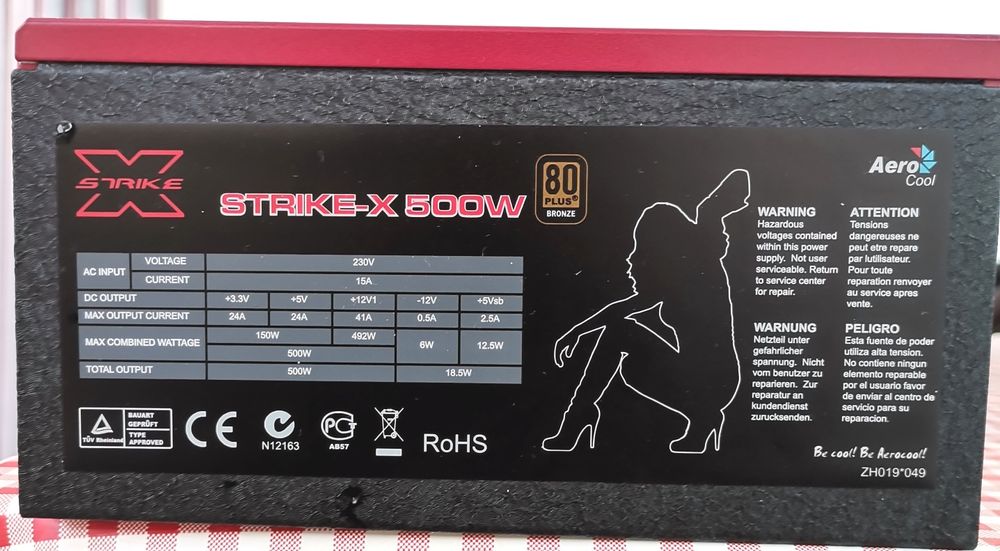 STRIKE
STRIKE-X 500W
80
PLUS®
BRONZE
Aero
Cool
AC INPUT VOLTAGE 230V
CURRENT 15A
DC OUTPUT +3.3V +5V +12V1 -12V +5Vsb
MAX OUTPUT CURRENT 24A 24A 41A 0.5A 2.5A
MAX COMBINED WATTAGE 150W 492W 6W 12.5W
500W
TOTAL OUTPUT 500W 18.5W
WARNING
Hazardous
voltages contained
within this power
supply. Not user
serviceable. Return
to service center
for repair.
ATTENTION
Tensions
dangereuses ne
peut etre repare
par lutilisateur.
Pour toute
reparation renvoyer
au service apres
vente.
WARNUNG
Netzteil unter
gefahrlicher
spannung. Nicht
vom benutzer zu
reparieren. Zur
reparatur an
kundendienst
zurucksenden.
PELIGRO
Esta fuente de poder
utiliza alta tension.
No contiene ningun
elemento reparable
por el usuario favor
de enviar al centro de
servicio para su
reparacion.
TÜV Rheinland
BAUART
GEPRÜFT
TYPE
APPROVED
CE
N12163
PCT
AB57
RoHS
Be cool! Be Aerocool!
ZH019*049